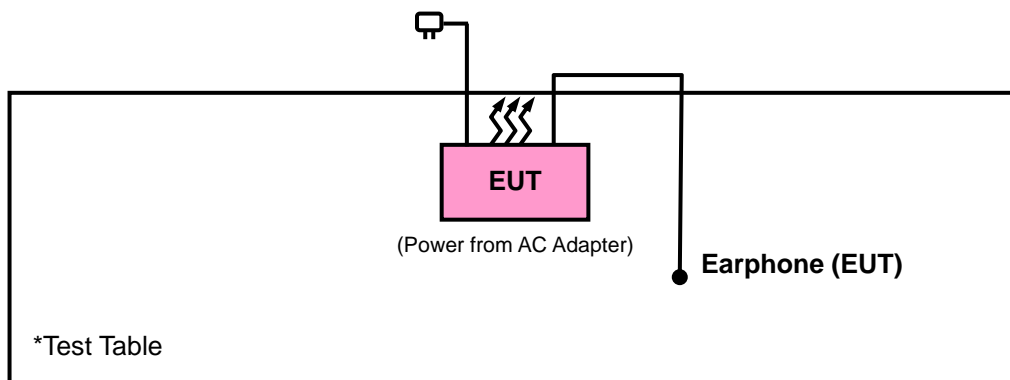 EUT
(Power from AC Adapter)
Earphone (EUT)
*Test Table